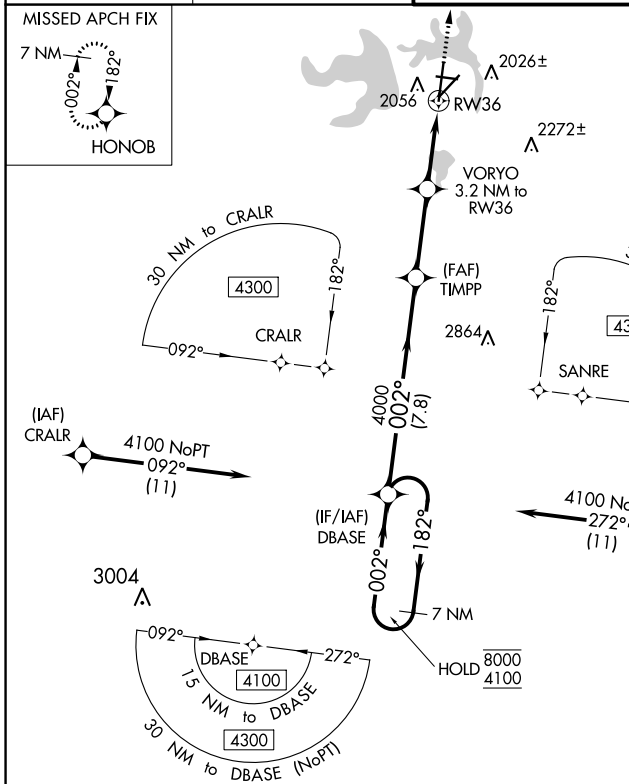 MISSED APCH FIX
7 NM
002°
182°
HONOB
2026±
2056
RW36
2272±
VORYO
3.2 NM to
RW36
30 NM to CRALR
4300
182°
092°
CRALR
(FAF)
TIMPP
2864
182°
SANRE
4000
002°
(7.8)
(IAF)
CRALR
4100 NoPT
092°
(11)
(IF/IAF)
DBASE
002°
182°
7 NM
HOLD
8000
4100
272°
(11)
3004
092°
DBASE
272°
4100
15 NM to DBASE
4300
30 NM to DBASE (NoPT)